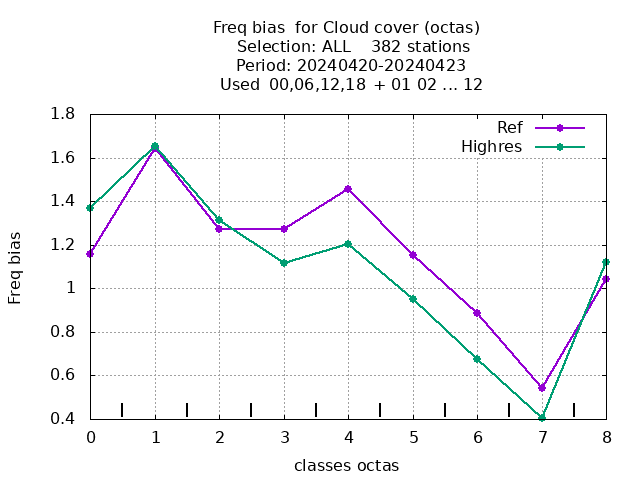 Freq bias  for Cloud cover (octas)
Selection: ALL    382 stations
Period: 20240420-20240423
Used  00,06,12,18  + 01 02 ... 12
1.8
Ref
Highres
1.6
1.4
1.2
1
0.8
0.6
0.4
Freq bias
0 1 2 3 4 5 6 7 8
classes octas